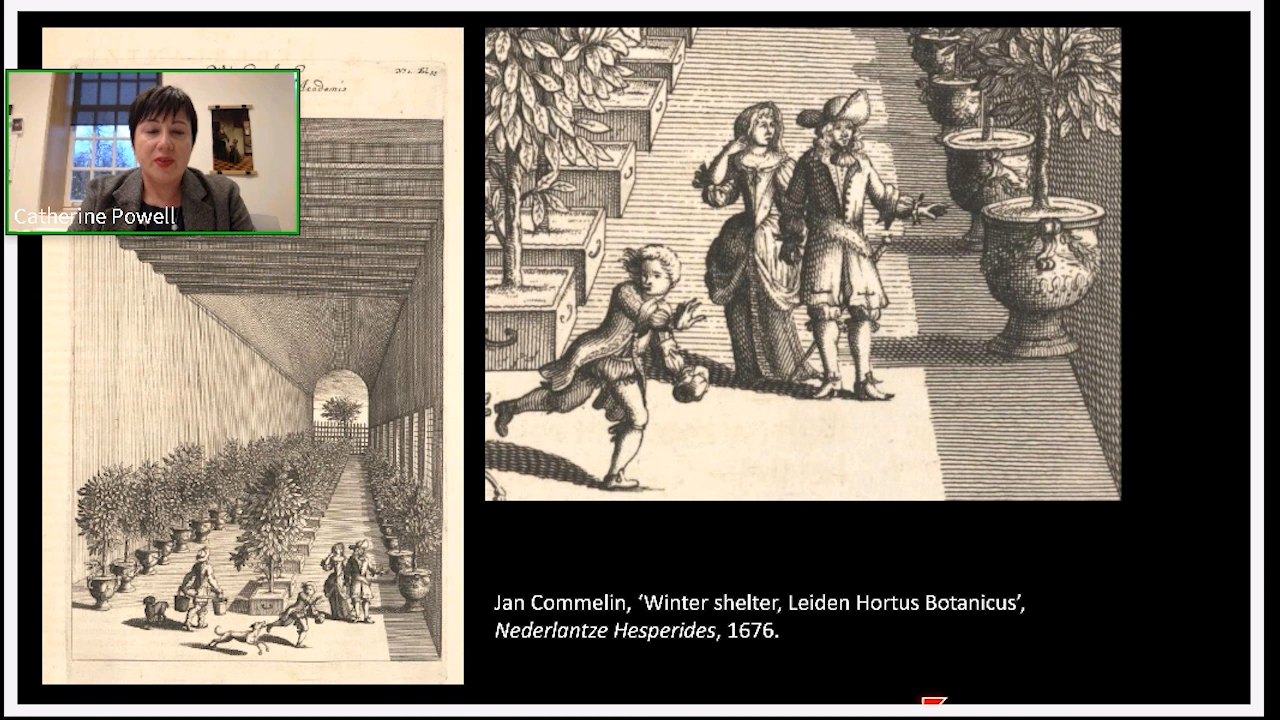 Catherine Powell
Jan Commelin, ‘Winter shelter, Leiden Hortus Botanicus’,
Nederlantze Hesperides, 1676.